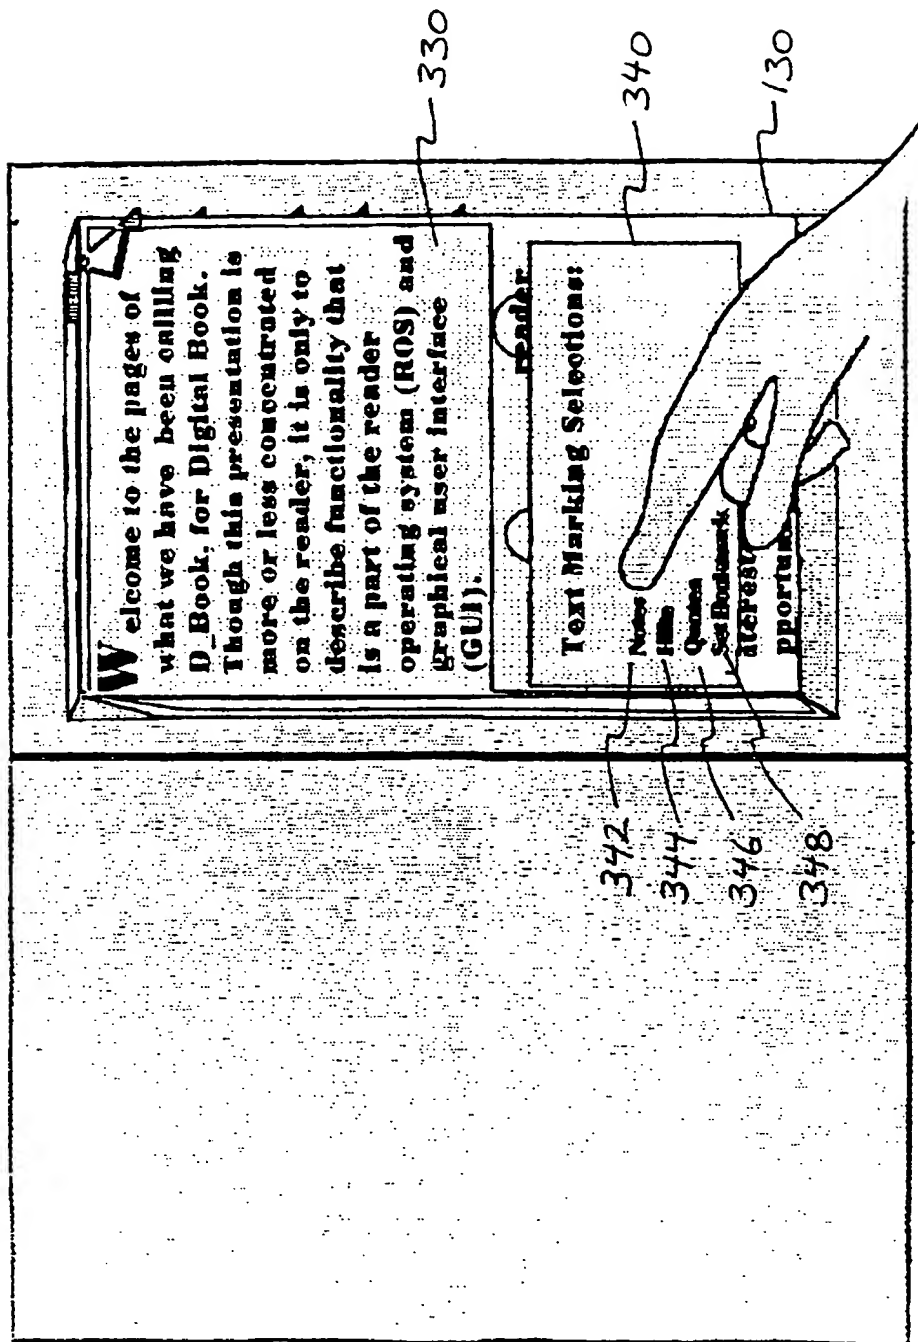 Welcome to the pages of
what we have been callling
D_Book, for Digital Book.
Though this presentation is
more or less concentrated
on the reader, it is only to
describe functionality that
is a part of the reader
operating system (ROS) and
graphical user interface
(GUI).
330
reader
Text Marking Selections:
340
342
Notes
344
346
Quotes
348
Set Bookmark
130